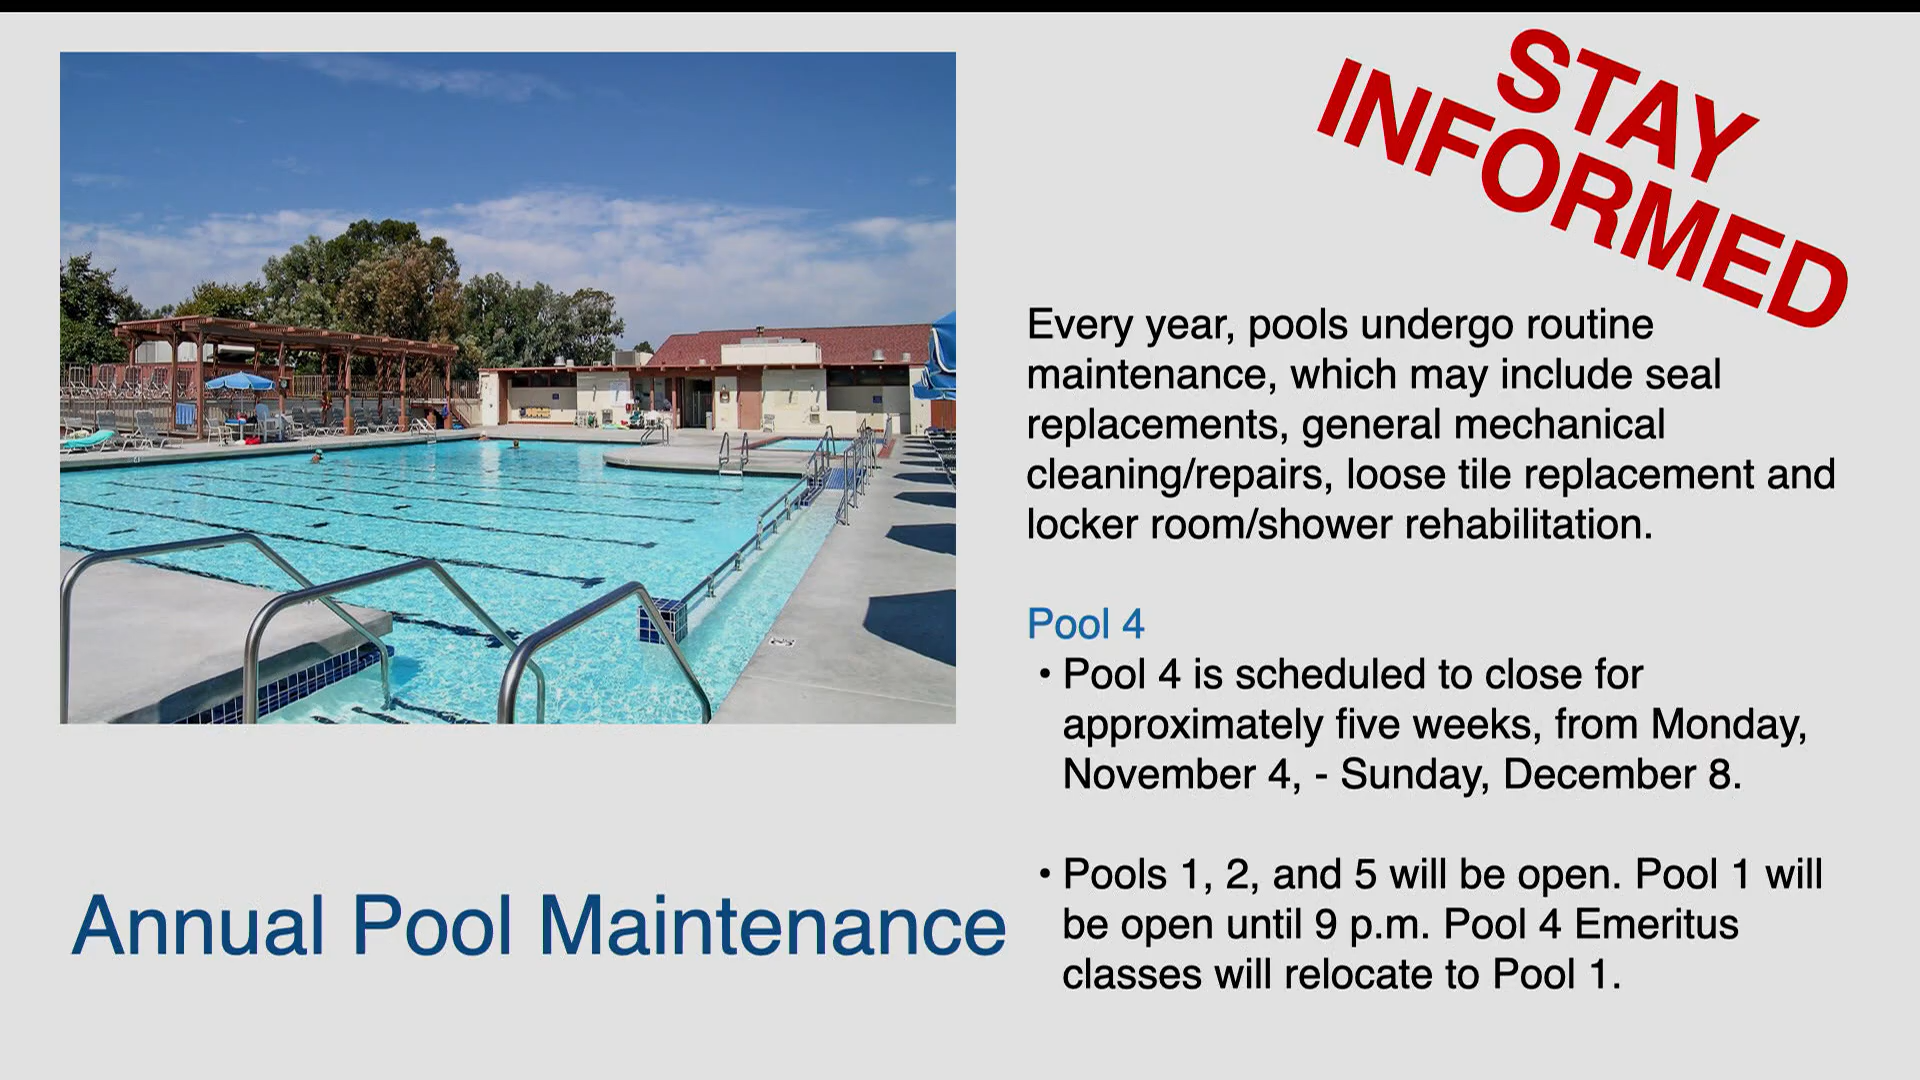 STAY
INFORMED
Every year, pools undergo routine
maintenance, which may include seal
replacements, general mechanical
cleaning/repairs, loose tile replacement and
locker room/shower rehabilitation.
Pool 4
• Pool 4 is scheduled to close for
approximately five weeks, from Monday,
November 4, - Sunday, December 8.
• Pools 1, 2, and 5 will be open. Pool 1 will
be open until 9 p.m. Pool 4 Emeritus
classes will relocate to Pool 1.
Annual Pool Maintenance